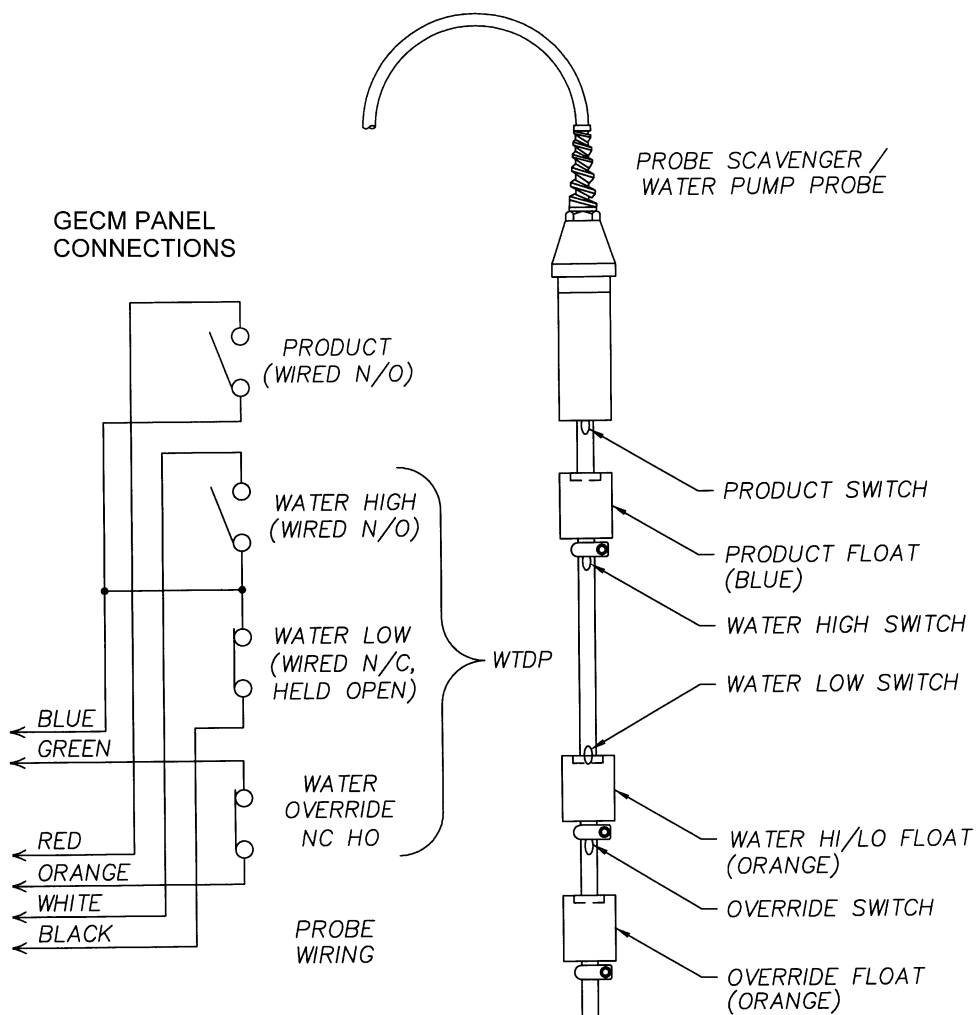 PROBE SCAVENGER /
WATER PUMP PROBE
GECM PANEL
CONNECTIONS
PRODUCT
(WIRED N/O)
WATER HIGH
(WIRED N/O)
WATER LOW
(WIRED N/C,
HELD OPEN)
WTDP
BLUE
GREEN
WATER
OVERRIDE
NC HO
RED
ORANGE
WHITE
BLACK
PROBE
WIRING
PRODUCT SWITCH
PRODUCT FLOAT
(BLUE)
WATER HIGH SWITCH
WATER LOW SWITCH
WATER HI/LO FLOAT
(ORANGE)
OVERRIDE SWITCH
OVERRIDE FLOAT
(ORANGE)